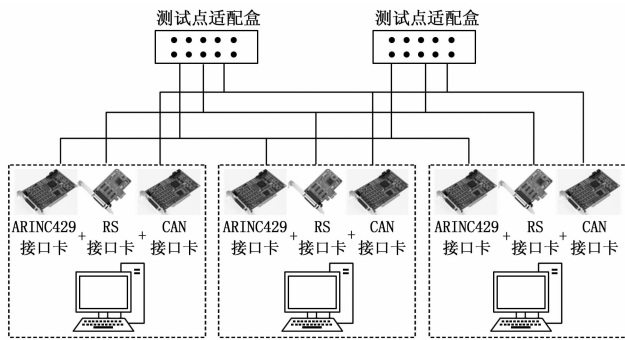 测试点适配盒 测试点适配盒
ARINC429 RS CAN ARINC429 RS CAN ARINC429 RS CAN
+ + + + + +
接口卡 接口卡 接口卡 接口卡 接口卡 接口卡 接口卡 接口卡 接口卡